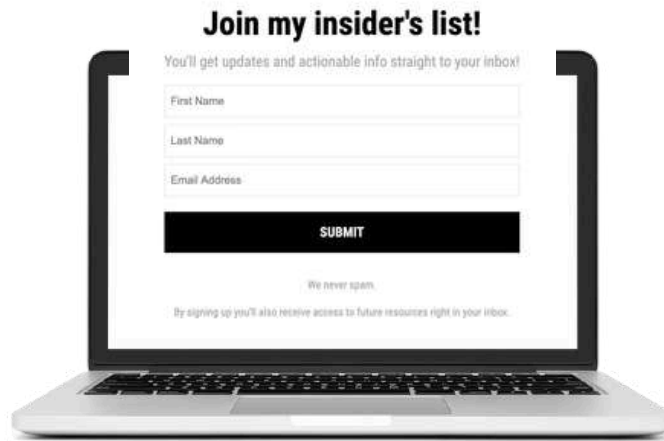 Join my insider's list!
You'll get updates and actionable info straight to your inbox!
First Name
Last Name
Email Address
SUBMIT
We never spam.
By signing up you'll also receive access to future resources right in your inbox.